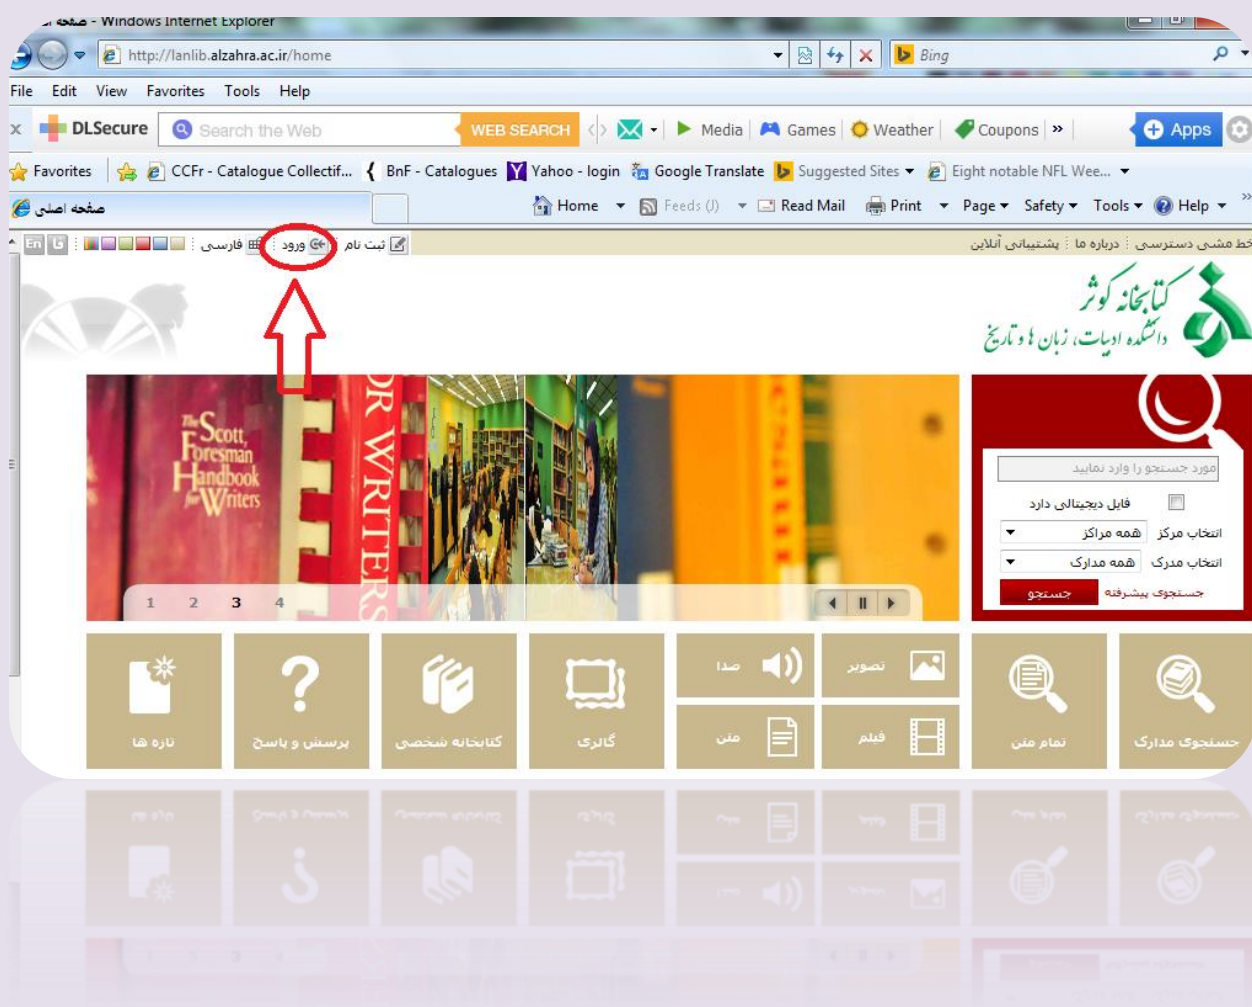 صفحه اصلی - Windows Internet Explorer
http://lanlib.alzahra.ac.ir/home
Bing
File Edit View Favorites Tools Help
x DLSecure Search the Web WEB SEARCH Media Games Weather Coupons » Apps
Favorites CCFr - Catalogue Collectif... BnF - Catalogues Yahoo - login Google Translate Suggested Sites Eight notable NFL Wee...
صفحه اصلی Home Feeds (J) Read Mail Print Page Safety Tools Help »
خط مشی دسترسی : درباره ما : پشتیبانی آنلاین
ثبت نام : ورود : فارسی : En
کتابخانه کوثر
دانشکده ادبیات، زبان ها و تاریخ
The Scott,
Foresman
Handbook
for Writers
OR WRITERS
1 2 3 4
مورد جستجو را وارد نمایید
فایل دیجیتالی دارد
انتخاب مرکز همه مراکز
انتخاب مدرک همه مدارک
جستجوی پیشرفته جستجو
تصویر
صدا
فیلم
متن
جستجوی مدارک
تمام متن
گالری
کتابخانه شخصی
پرسش و پاسخ
تازه ها